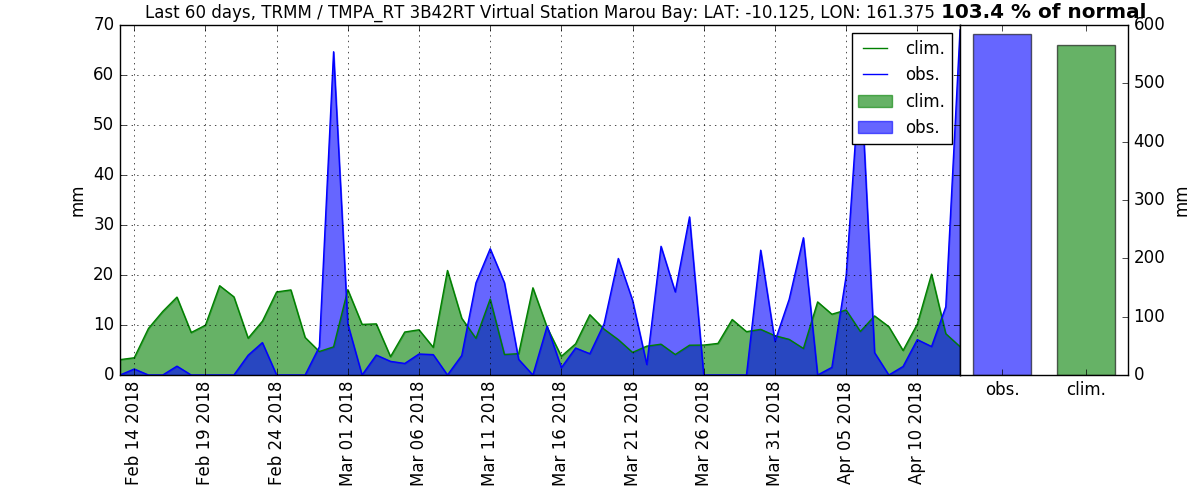 Last 60 days, TRMM / TMPA_RT 3B42RT Virtual Station Marou Bay: LAT: -10.125, LON: 161.375 103.4 % of normal
70
60
50
40
30
20
10
0
mm
clim.
obs.
clim.
obs.
600
500
400
300
200
100
0
mm
Feb 14 2018
Feb 19 2018
Feb 24 2018
Mar 01 2018
Mar 06 2018
Mar 11 2018
Mar 16 2018
Mar 21 2018
Mar 26 2018
Mar 31 2018
Apr 05 2018
Apr 10 2018
obs.
clim.